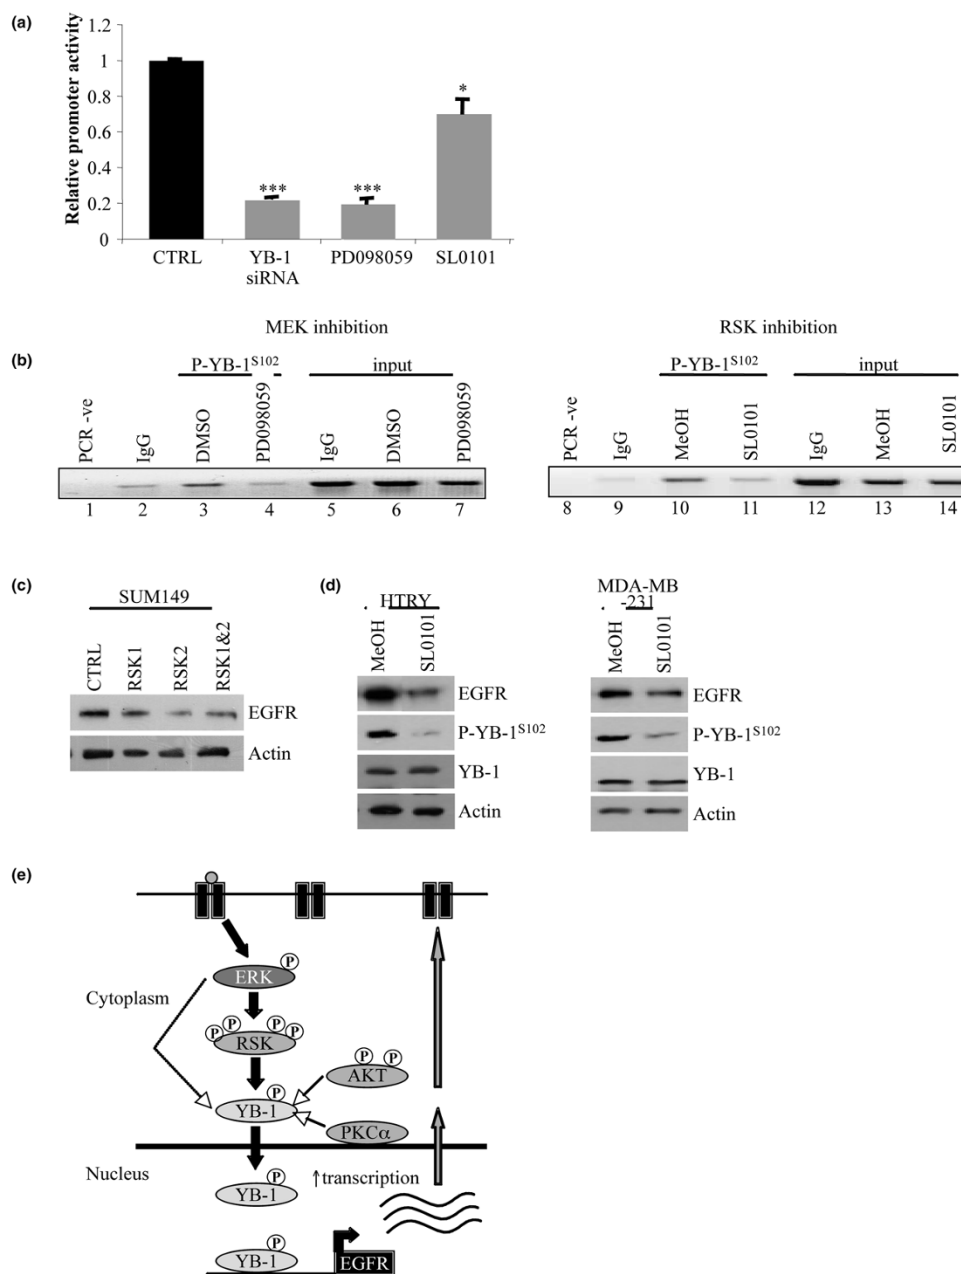 (a)
Relative promoter activity
1.2
1
0.8
0.6
0.4
0.2
0
***
***
*
CTRL
YB-1
siRNA
PD098059
SL0101
MEK inhibition
RSK inhibition
(b)
P-YB-1S102
input
P-YB-1S102
input
PCR -ve
IgG
DMSO
PD098059
IgG
DMSO
PD098059
PCR -ve
IgG
MeOH
SL0101
IgG
MeOH
SL0101
1 2 3 4 5 6 7
8 9 10 11 12 13 14
(c)
SUM149
CTRL
RSK1
RSK2
RSK1&2
EGFR
Actin
(d)
HTRY
MeOH
SL0101
EGFR
P-YB-1S102
YB-1
Actin
MDA-MB
-231
MeOH
SL0101
EGFR
P-YB-1S102
YB-1
Actin
(e)
P
ERK
Cytoplasm
P P P P
RSK
P P
AKT
P
YB-1
PKCα
Nucleus
P
YB-1
↑transcription
P
YB-1
EGFR